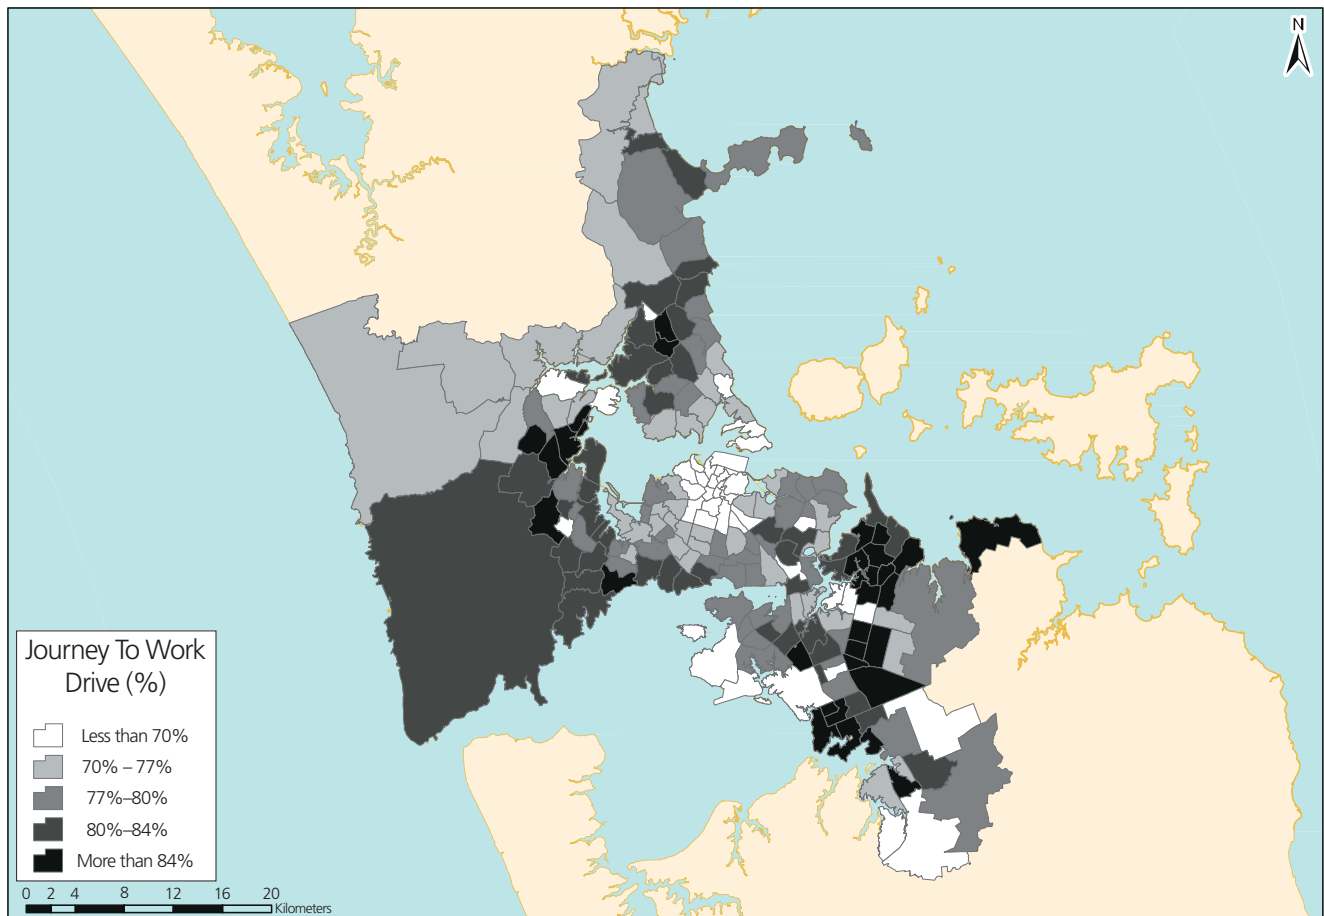 N
Journey To Work
Drive (%)
Less than 70%
70% – 77%
77%–80%
80%–84%
More than 84%
0 2 4 8 12 16 20
Kilometers